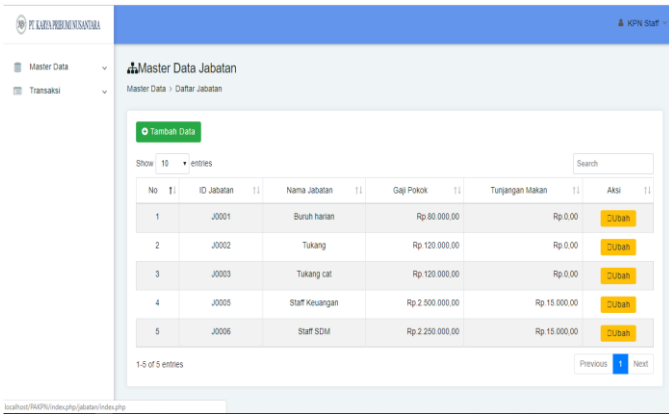 PT. KARYA PREBUMI NUSANTARA
KPN Staff
Master Data
Transaksi
Master Data Jabatan
Master Data > Daftar Jabatan
Tambah Data
Show 10 entries
Search
No ID Jabatan Nama Jabatan Gaji Pokok Tunjangan Makan Aksi
1 J0001 Buruh harian Rp.80.000,00 Rp.0,00 Ubah
2 J0002 Tukang Rp.120.000,00 Rp.0,00 Ubah
3 J0003 Tukang cat Rp.120.000,00 Rp.0,00 Ubah
4 J0005 Staff Keuangan Rp.2.500.000,00 Rp.15.000,00 Ubah
5 J0006 Staff SDM Rp.2.250.000,00 Rp.15.000,00 Ubah
1-5 of 5 entries
Previous 1 Next
localhost/PAKPN/index.php/jabatan/index.php